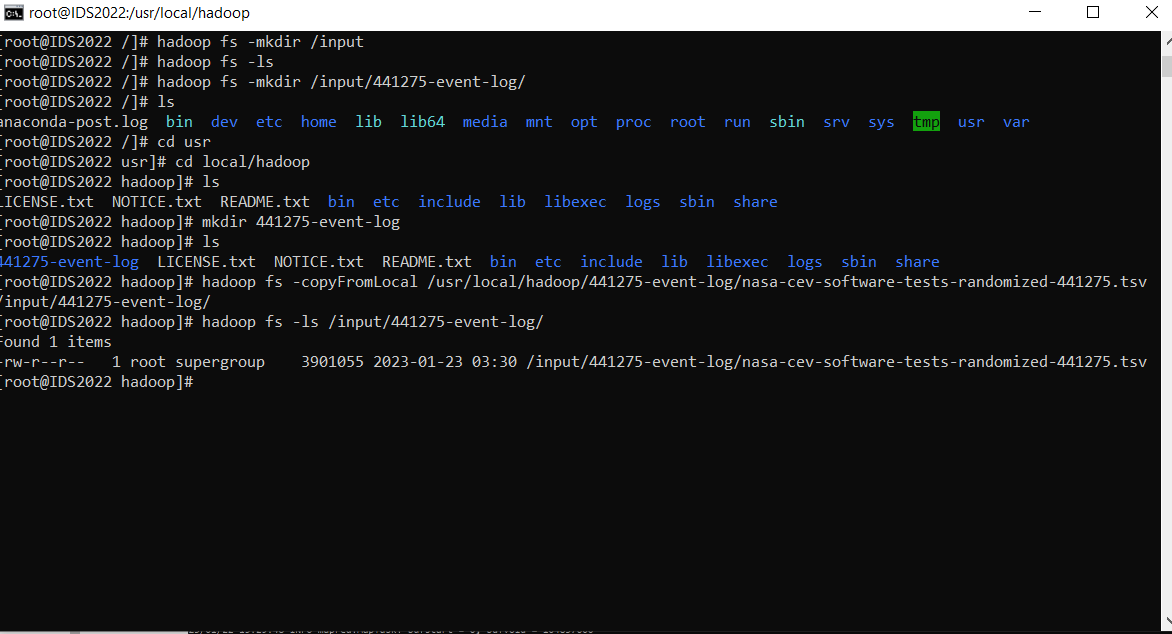 root@IDS2022:/usr/local/hadoop
[root@IDS2022 /]# hadoop fs -mkdir /input
[root@IDS2022 /]# hadoop fs -ls
[root@IDS2022 /]# hadoop fs -mkdir /input/441275-event-log/
[root@IDS2022 /]# ls
anaconda-post.log  bin  dev  etc  home  lib  lib64  media  mnt  opt  proc  root  run  sbin  srv  sys  tmp  usr  var
[root@IDS2022 /]# cd usr
[root@IDS2022 usr]# cd local/hadoop
[root@IDS2022 hadoop]# ls
LICENSE.txt  NOTICE.txt  README.txt  bin  etc  include  lib  libexec  logs  sbin  share
[root@IDS2022 hadoop]# mkdir 441275-event-log
[root@IDS2022 hadoop]# ls
441275-event-log  LICENSE.txt  NOTICE.txt  README.txt  bin  etc  include  lib  libexec  logs  sbin  share
[root@IDS2022 hadoop]# hadoop fs -copyFromLocal /usr/local/hadoop/441275-event-log/nasa-cev-software-tests-randomized-441275.tsv
/input/441275-event-log/
[root@IDS2022 hadoop]# hadoop fs -ls /input/441275-event-log/
Found 1 items
-rw-r--r--   1 root supergroup    3901055 2023-01-23 03:30 /input/441275-event-log/nasa-cev-software-tests-randomized-441275.tsv
[root@IDS2022 hadoop]#